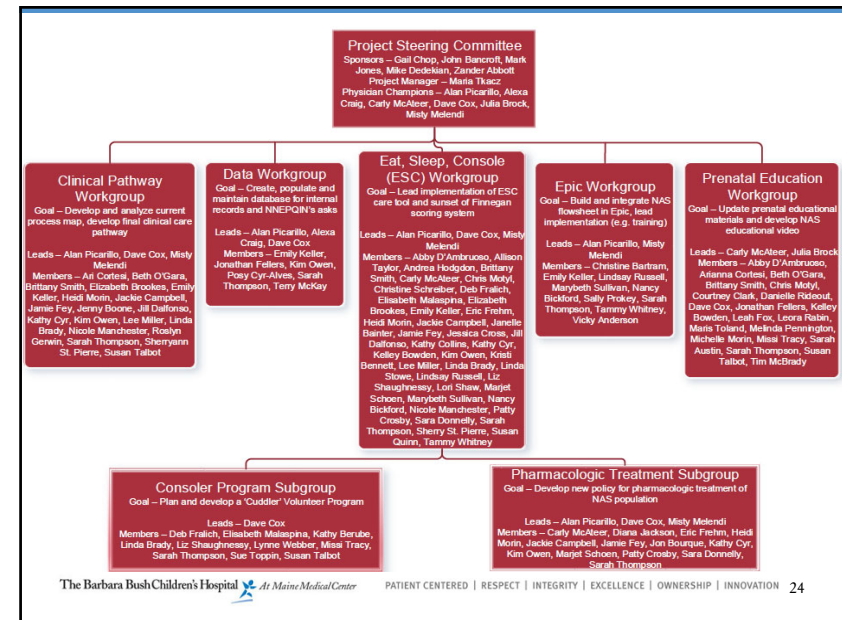 Project Steering Committee
Sponsors – Gail Chop, John Bancroft, Mark
Jones, Mike Dedekian, Zander Abbott
Project Manager – Maria Tkacz
Physician Champions – Alan Picarillo, Alexa
Craig, Carly McAteer, Dave Cox, Julia Brock,
Misty Melendi
Clinical Pathway
Workgroup
Goal – Develop and analyze current
process map, develop final clinical care
pathway
Leads – Alan Picarillo, Dave Cox, Misty
Melendi
Members – Ari Cortesi, Beth O'Gara,
Brittany Smith, Elizabeth Brookes, Emily
Keller, Heidi Morin, Jackie Campbell,
Jamie Fey, Jenny Boone, Jill Dalfonso,
Kathy Cyr, Kim Owen, Lee Miller, Linda
Brady, Nicole Manchester, Roslyn
Gerwin, Sarah Thompson, Sherryann
St. Pierre, Susan Talbot
Data Workgroup
Goal – Create, populate and
maintain database for internal
records and NNEPQIN's asks
Leads – Alan Picarillo, Alexa
Craig, Dave Cox
Members – Emily Keller,
Jonathan Fellers, Kim Owen,
Posy Cyr-Alves, Sarah
Thompson, Terry McKay
Eat, Sleep, Console
(ESC) Workgroup
Goal – Lead implementation of ESC
care tool and sunset of Finnegan
scoring system
Leads – Alan Picarillo, Dave Cox, Misty
Melendi
Members – Abby D'Ambruoso, Allison
Taylor, Andrea Hodgdon, Brittany
Smith, Carly McAteer, Chris Motyl,
Christine Schreiber, Deb Fralich,
Elisabeth Malaspina, Elizabeth
Brookes, Emily Keller, Eric Frehm,
Heidi Morin, Jackie Campbell, Janelle
Bainter, Jamie Fey, Jessica Cross, Jill
Dalfonso, Kathy Collins, Kathy Cyr,
Kelley Bowden, Kim Owen, Kristi
Bennett, Lee Miller, Linda Brady, Linda
Stowe, Lindsay Russell, Liz
Shaughnessy, Lori Shaw, Marjet
Schoen, Marybeth Sullivan, Nancy
Bickford, Nicole Manchester, Patty
Crosby, Sara Donnelly, Sarah
Thompson, Sherry St. Pierre, Susan
Quinn, Tammy Whitney
Epic Workgroup
Goal – Build and integrate NAS
flowsheet in Epic, lead
implementation (e.g. training)
Leads – Alan Picarillo, Misty
Melendi
Members – Christine Bartram,
Emily Keller, Lindsay Russell,
Marybeth Sullivan, Nancy
Bickford, Sally Prokey, Sarah
Thompson, Tammy Whitney,
Vicky Anderson
Prenatal Education
Workgroup
Goal – Update prenatal educational
materials and develop NAS
educational video
Leads – Carly McAteer, Julia Brock
Members – Abby D'Ambruoso,
Arianna Cortesi, Beth O'Gara,
Brittany Smith, Chris Motyl,
Courtney Clark, Danielle Rideout,
Dave Cox, Jonathan Fellers, Kelley
Bowden, Leah Fox, Leora Rabin,
Maris Toland, Melinda Pennington,
Michelle Morin, Missi Tracy, Sarah
Austin, Sarah Thompson, Susan
Talbot, Tim McBrady
Consoler Program Subgroup
Goal – Plan and develop a 'Cuddler' Volunteer Program
Leads – Dave Cox
Members – Deb Fralich, Elisabeth Malaspina, Kathy Berube,
Linda Brady, Liz Shaughnessy, Lynne Webber, Missi Tracy,
Sarah Thompson, Sue Toppin, Susan Talbot
Pharmacologic Treatment Subgroup
Goal – Develop new policy for pharmacologic treatment of
NAS population
Leads – Alan Picarillo, Dave Cox, Misty Melendi
Members – Carly McAteer, Diana Jackson, Eric Frehm, Heidi
Morin, Jackie Campbell, Jamie Fey, Jon Bourque, Kathy Cyr,
Kim Owen, Marjet Schoen, Patty Crosby, Sara Donnelly,
Sarah Thompson
The Barbara Bush Children's Hospital At Maine Medical Center PATIENT CENTERED | RESPECT | INTEGRITY | EXCELLENCE | OWNERSHIP | INNOVATION 24